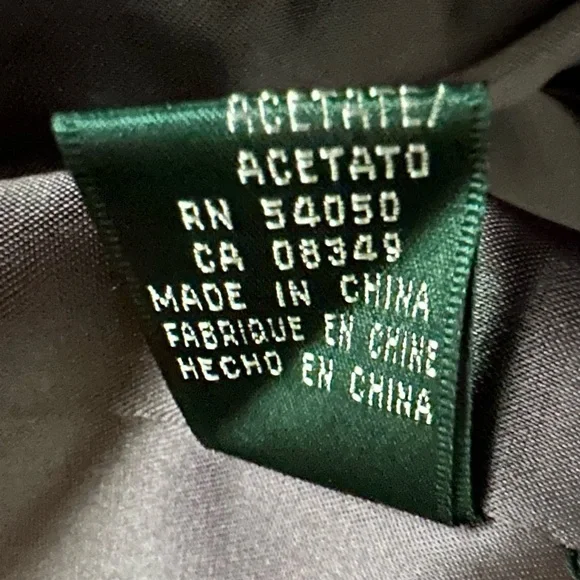 ACETATE/
ACETATO
RN 54050
CA 08349
MADE IN CHINA
FABRIQUE EN CHINE
HECHO EN CHINA